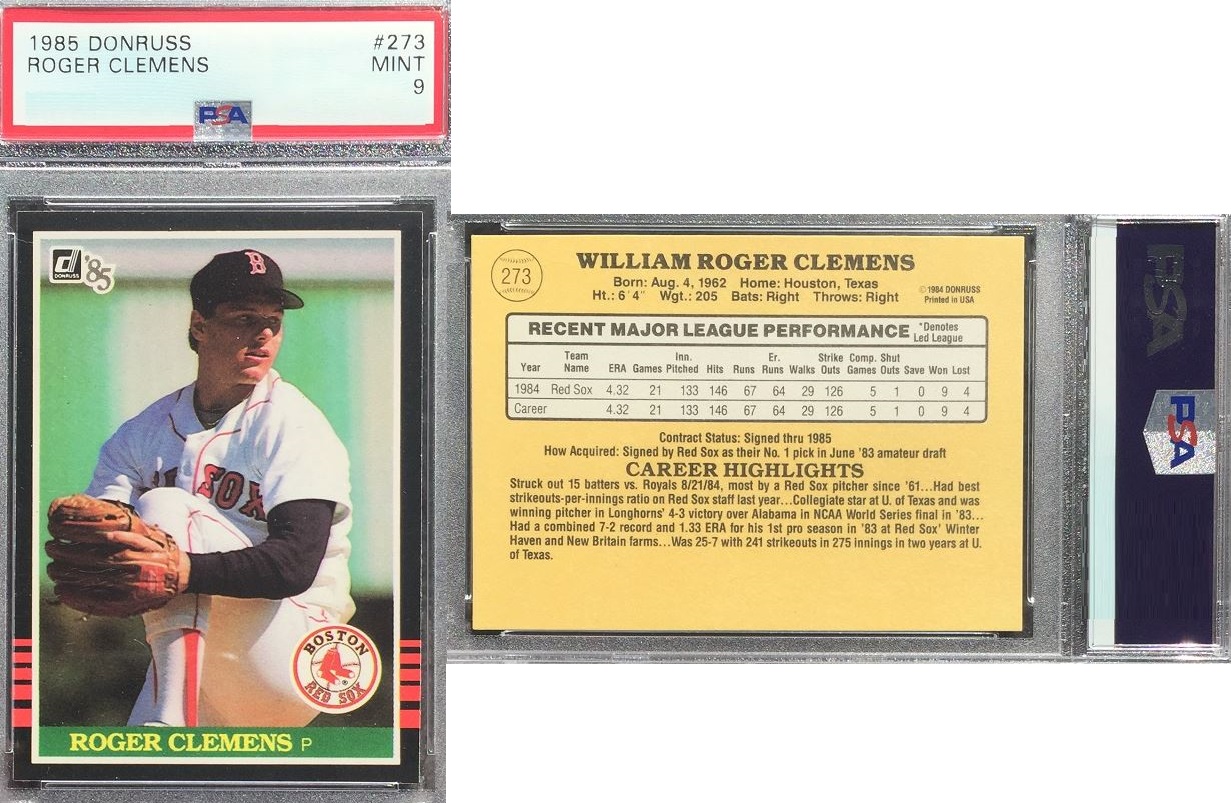 1985 DONRUSS #273
ROGER CLEMENS MINT
9
PSA
DONRUSS '85
B
SOX
BOSTON
RED SOX
®
ROGER CLEMENS P
273
WILLIAM ROGER CLEMENS
Born: Aug. 4, 1962 Home: Houston, Texas
Ht.: 6'4" Wgt.: 205 Bats: Right Throws: Right
©1984 DONRUSS
Printed in USA
RECENT MAJOR LEAGUE PERFORMANCE *Denotes
Led League
Team Inn. Er. Strike Comp. Shut
Year Name ERA Games Pitched Hits Runs Runs Walks Outs Games Outs Save Won Lost
1984 Red Sox 4.32 21 133 146 67 64 29 126 5 1 0 9 4
Career 4.32 21 133 146 67 64 29 126 5 1 0 9 4
Contract Status: Signed thru 1985
How Acquired: Signed by Red Sox as their No. 1 pick in June '83 amateur draft
CAREER HIGHLIGHTS
Struck out 15 batters vs. Royals 8/21/84, most by a Red Sox pitcher since '61...Had best
strikeouts-per-innings ratio on Red Sox staff last year...Collegiate star at U. of Texas and was
winning pitcher in Longhorns' 4-3 victory over Alabama in NCAA World Series final in '83...
Had a combined 7-2 record and 1.33 ERA for his 1st pro season in '83 at Red Sox' Winter
Haven and New Britain farms...Was 25-7 with 241 strikeouts in 275 innings in two years at U.
of Texas.
PSA
PSA